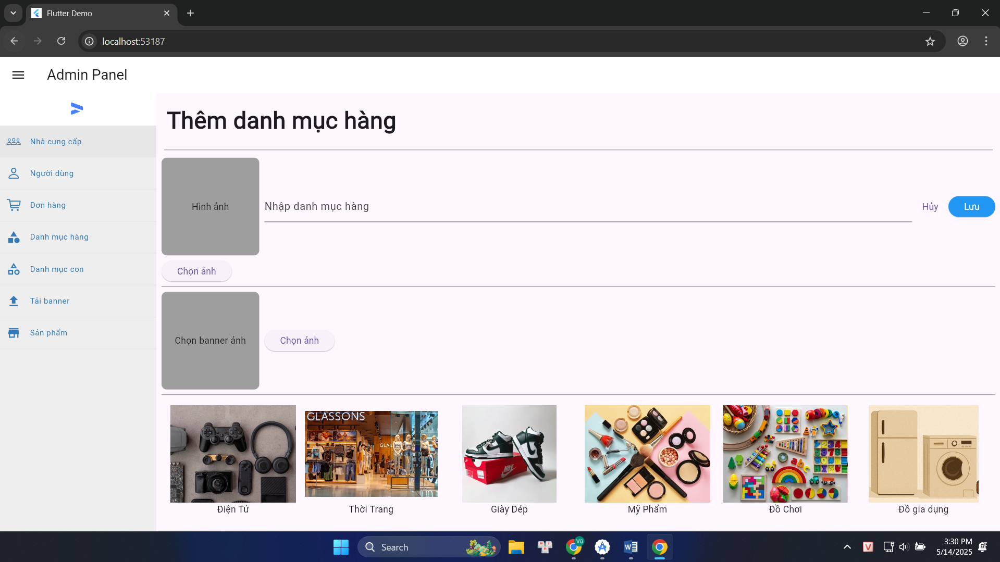 Flutter Demo
localhost:53187
Admin Panel
Nhà cung cấp
Người dùng
Đơn hàng
Danh mục hàng
Danh mục con
Tải banner
Sản phẩm
Thêm danh mục hàng
Hình ảnh
Nhập danh mục hàng
Hủy
Lưu
Chọn ảnh
Chọn banner ảnh
Chọn ảnh
GLASSONS
GLAS
NIKE
Điện Tử
Thời Trang
Giày Dép
Mỹ Phẩm
Đồ Chơi
Đồ gia dụng
Search
Vũ
3:30 PM
5/14/2025